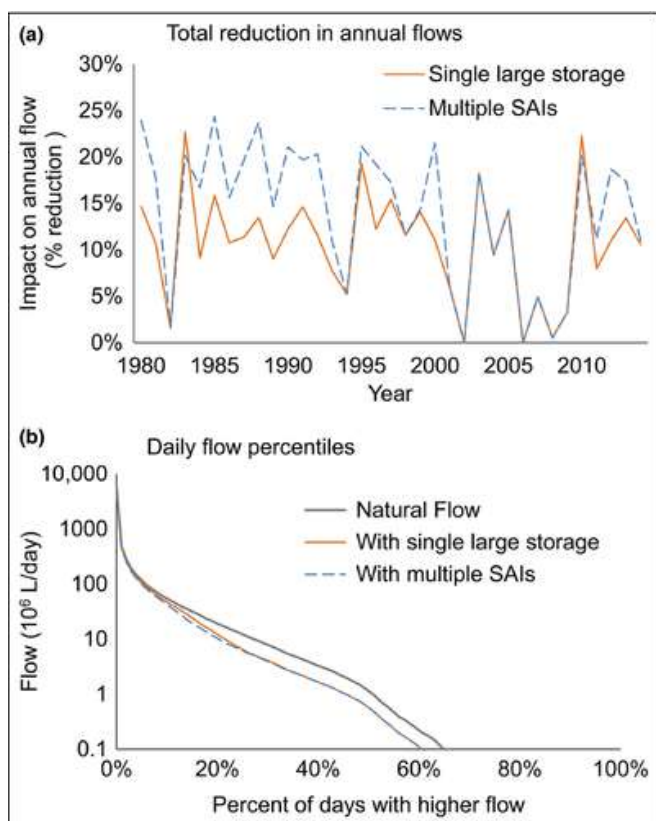 (a) Total reduction in annual flows
30%
25%
20%
15%
10%
5%
0%
Impact on annual flow
(% reduction )
Single large storage
Multiple SAIs
1980 1985 1990 1995 2000 2005 2010
Year
(b) Daily flow percentiles
10,000
1000
100
10
1
0.1
Flow (10⁶ L/day)
Natural Flow
With single large storage
With multiple SAIs
0% 20% 40% 60% 80% 100%
Percent of days with higher flow